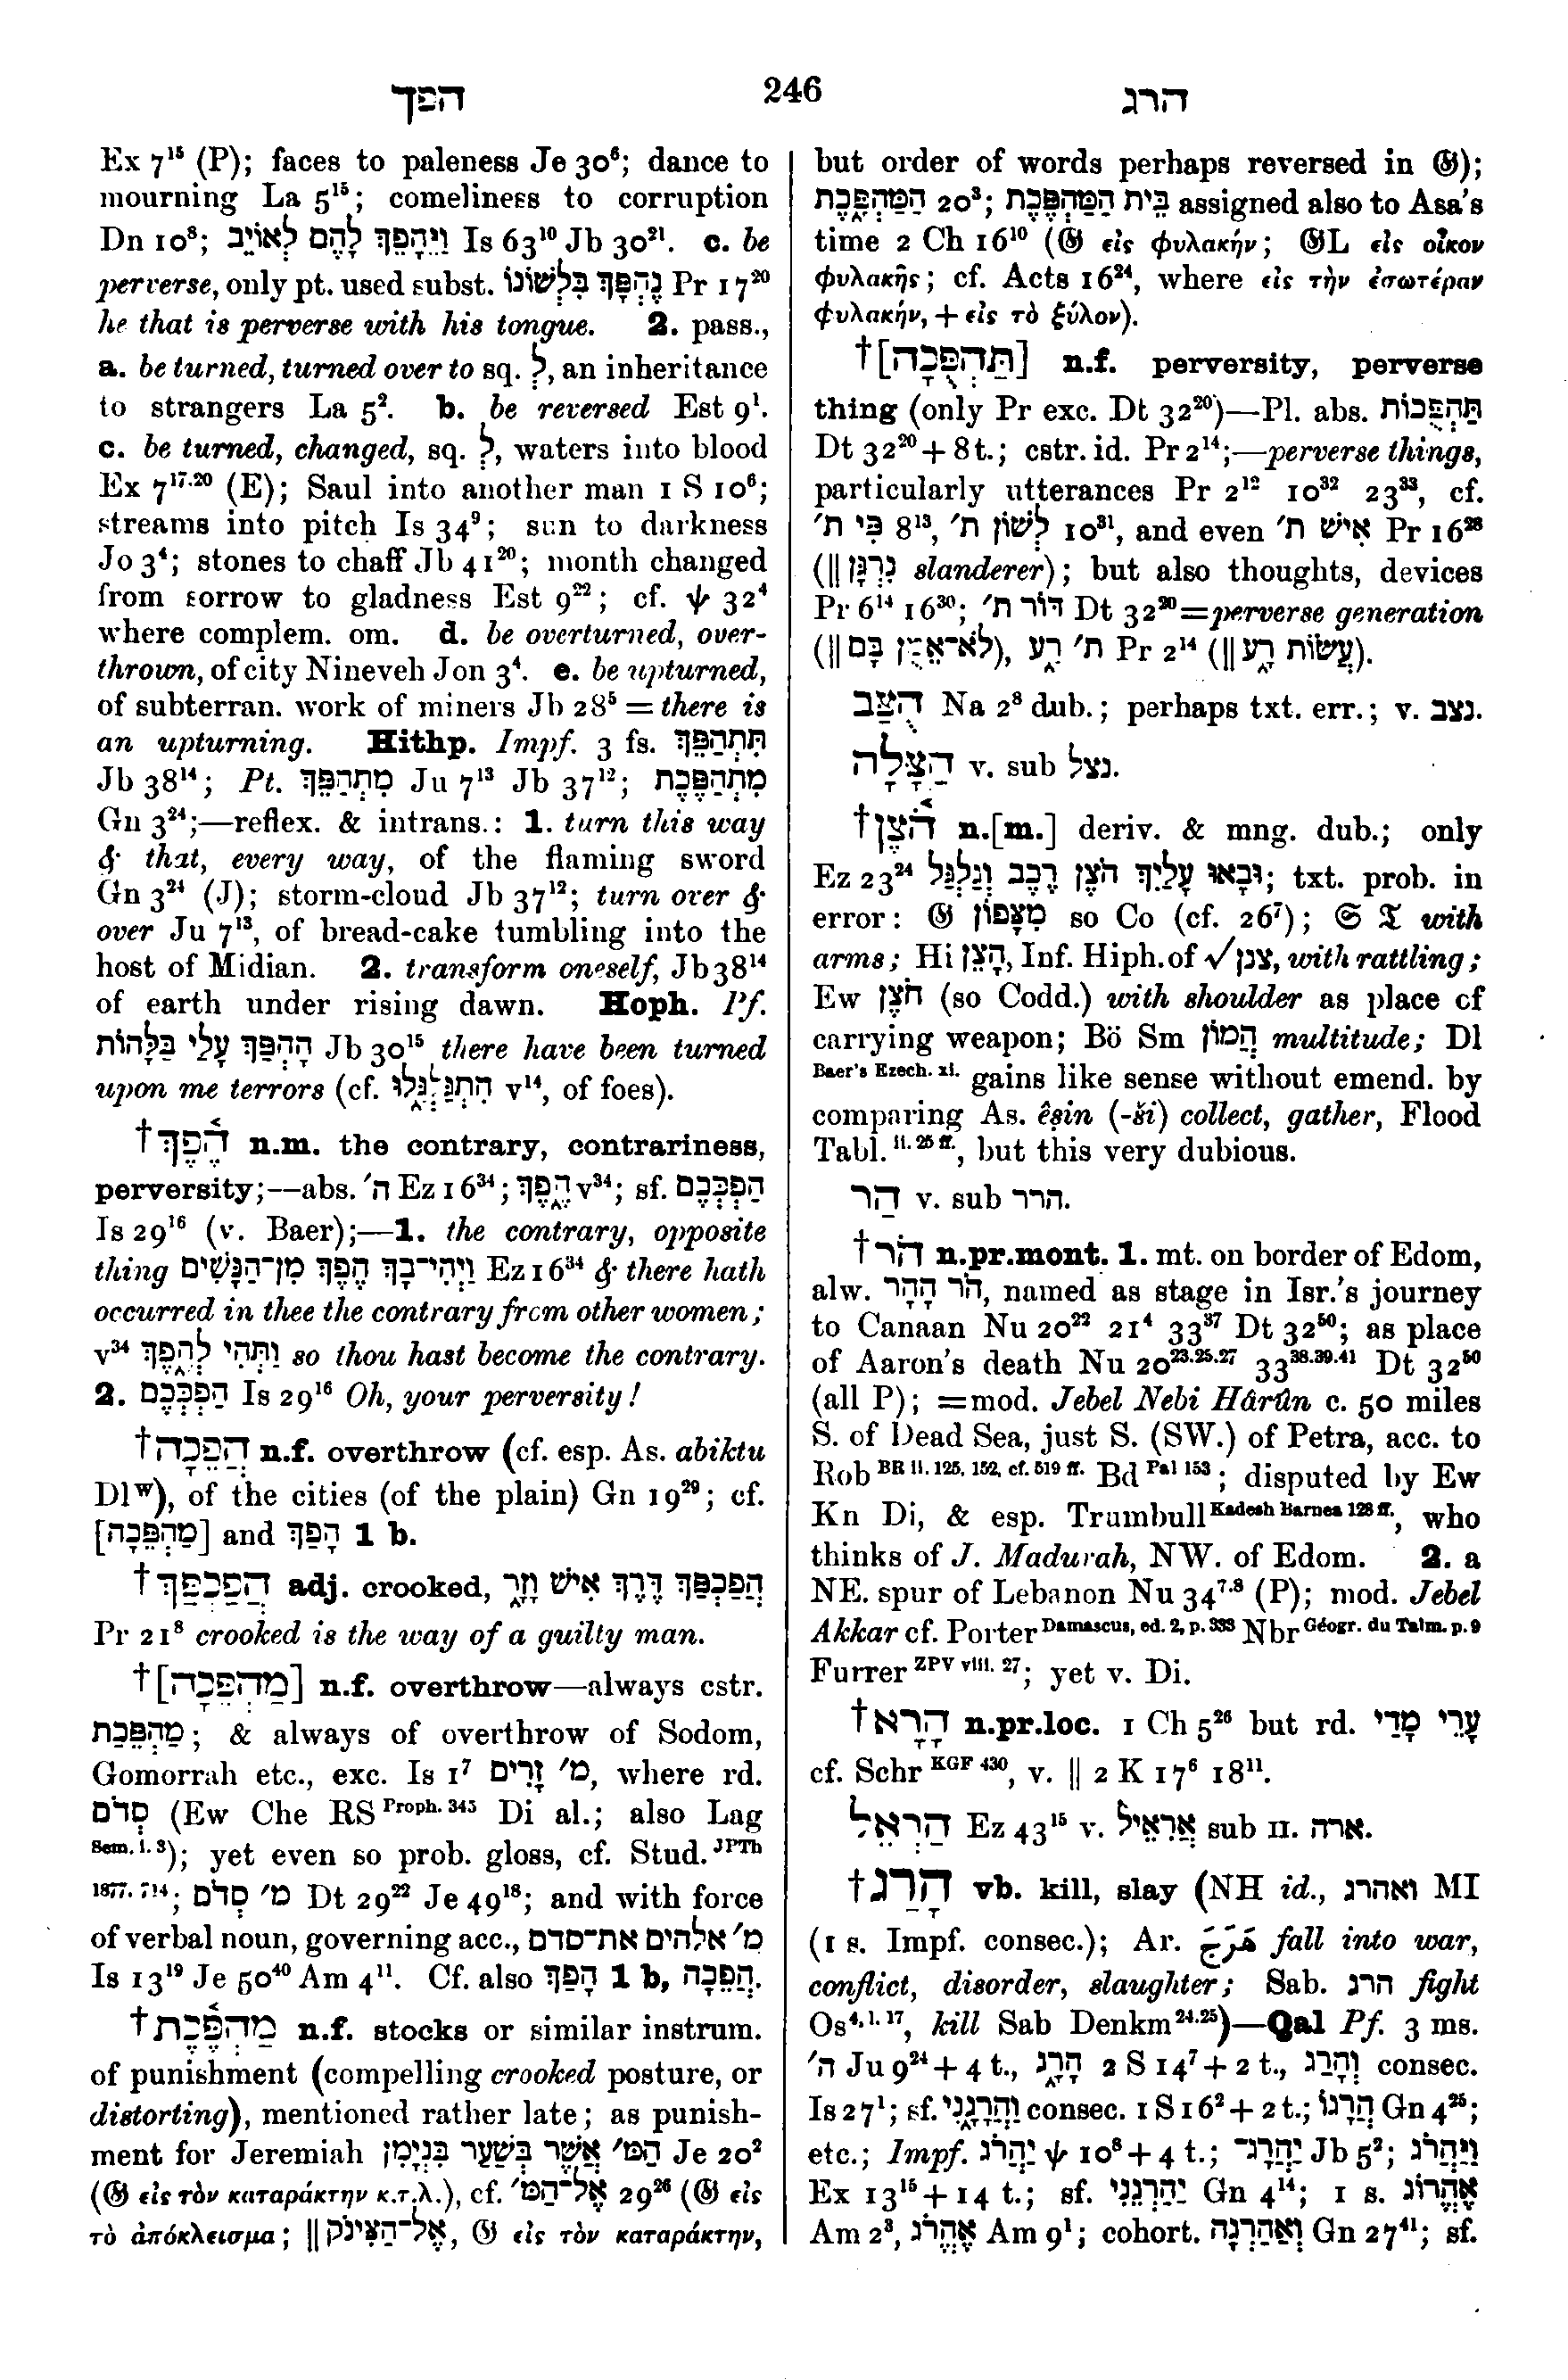 הפך
246
הרג
Ex 7¹⁵ (P); faces to paleness Je 30⁶; dance to
mourning La 5¹⁵; comeliness to corruption
Dn 10⁸; וַיֵּהָפֵךְ לָהֶם לְאוֹיֵב Is 63¹⁰ Jb 30²¹. c. be
perverse, only pt. used subst. נֶהְפָּךְ בִּלְשׁוֹנוֹ Pr 17²⁰
he that is perverse with his tongue. 2. pass.,
a. be turned, turned over to sq. לְ, an inheritance
to strangers La 5². b. be reversed Est 9¹.
c. be turned, changed, sq. לְ, waters into blood
Ex 7¹⁷·²⁰ (E); Saul into another man 1 S 10⁶;
streams into pitch Is 34⁹; sun to darkness
Jo 3⁴; stones to chaff Jb 41²⁰; month changed
from sorrow to gladness Est 9²²; cf. ψ 32⁴
where complem. om. d. be overturned, over-
thrown, of city Nineveh Jon 3⁴. e. be upturned,
of subterran. work of miners Jb 28⁵ = there is
an upturning. Hithp. Impf. 3 fs. תִּתְהַפֵּךְ
Jb 38¹⁴; Pt. מִתְהַפֵּךְ Ju 7¹³ Jb 37¹²; מִתְהַפֶּכֶת
Gn 3²⁴;—reflex. & intrans.: 1. turn this way
& that, every way, of the flaming sword
Gn 3²⁴ (J); storm-cloud Jb 37¹²; turn over &
over Ju 7¹³, of bread-cake tumbling into the
host of Midian. 2. transform oneself, Jb 38¹⁴
of earth under rising dawn. Hoph. Pf.
הָהְפַּךְ עָלַי בַּלָּהוֹת Jb 30¹⁵ there have been turned
upon me terrors (cf. הִתְגַּלְגָּלוּ v¹⁴, of foes).
†הֶ֫פֶךְ n.m. the contrary, contrariness,
perversity;—abs. ה׳ Ez 16³⁴; הֶפֶךְ v³⁴; sf. הַפְכְּכֶם
Is 29¹⁶ (v. Baer);—1. the contrary, opposite
thing וַיְהִי־בָךְ הֶפֶךְ מִן־הַנָּשִׁים Ez 16³⁴ & there hath
occurred in thee the contrary from other women;
v³⁴ וַתְּהִי לְהֶפֶךְ so thou hast become the contrary.
2. הַפְכְּכֶם Is 29¹⁶ Oh, your perversity!
†הֲפֵכָה n.f. overthrow (cf. esp. As. abiktu
Dlᵂ), of the cities (of the plain) Gn 19²⁹; cf.
[מַהְפֵּכָה] and הָפַךְ 1 b.
†הֲפַכְפַּךְ adj. crooked, הֲפַכְפַּךְ דֶּרֶךְ אִישׁ וָזָר
Pr 21⁸ crooked is the way of a guilty man.
†[מַהְפֵּכָה] n.f. overthrow—always cstr.
מַהְפֵּכַת; & always of overthrow of Sodom,
Gomorrah etc., exc. Is 1⁷ מ׳ זָרִים, where rd.
סְדֹם (Ew Che RS Proph. 345 Di al.; also Lag
Sem. i. 3); yet even so prob. gloss, cf. Stud. JPTh
1877. 714; מ׳ סְדֹם Dt 29²² Je 49¹⁸; and with force
of verbal noun, governing acc., מ׳ אלהים את־סדם
Is 13¹⁹ Je 50⁴⁰ Am 4¹¹. Cf. also הָפַךְ 1 b, הֲפֵכָה.
†מַהְפֶּ֫כֶת n.f. stocks or similar instrum.
of punishment (compelling crooked posture, or
distorting), mentioned rather late; as punish-
ment for Jeremiah הַמּ׳ אֲשֶׁר בְּשַׁעַר בִּנְיָמִן Je 20²
(𝔊 εἰς τὸν καταράκτην κ.τ.λ.), cf. אֶל־הַמּ׳ 29²⁶ (𝔊 εἰς
τὸ ἀπόκλεισμα; ‖ אֶל־הַצִּינֹק, 𝔊 εἰς τὸν καταράκτην,
but order of words perhaps reversed in 𝔊);
הַמַּהְפֶּכֶת 20³; בֵּית הַמַּהְפֶּכֶת assigned also to Asa's
time 2 Ch 16¹⁰ (𝔊 εἰς φυλακήν; 𝔊L εἰς οἶκον
φυλακῆς; cf. Acts 16²⁴, where εἰς τὴν ἐσωτέραν
φυλακήν, + εἰς τὸ ξύλον).
†[תַּהְפֻּכָה] n.f. perversity, perverse
thing (only Pr exc. Dt 32²⁰)—Pl. abs. תַּהְפֻּכוֹת
Dt 32²⁰ + 8 t.; cstr. id. Pr 2¹⁴;—perverse things,
particularly utterances Pr 2¹² 10³² 23³³, cf.
פִּי ת׳ 8¹³, לְשׁוֹן ת׳ 10³¹, and even אִישׁ ת׳ Pr 16²⁸
(‖ נִרְגָּן slanderer); but also thoughts, devices
Pr 6¹⁴ 16³⁰; דּוֹר ת׳ Dt 32²⁰ = perverse generation
(‖ לֹא־אֵמֻן בָּם), ת׳ רָע Pr 2¹⁴ (‖ עֲשׂוֹת רָע).
הֻצַּב Na 2⁸ dub.; perhaps txt. err.; v. נצב.
הַצָּלָה v. sub נצל.
†הֹ֫צֶן n.[m.] deriv. & mng. dub.; only
Ez 23²⁴ וּבָאוּ עָלַיִךְ הֹצֶן רֶכֶב וְגַלְגַּל; txt. prob. in
error: 𝔊 מִצָּפוֹן so Co (cf. 26⁷); 𝔖 𝔗 with
arms; Hi הָצֵן, Inf. Hiph. of √צנן, with rattling;
Ew חֹצֶן (so Codd.) with shoulder as place of
carrying weapon; Bö Sm הֲמוֹן multitude; Dl
Baer's Ezech. xi. gains like sense without emend. by
comparing As. êṣin (-ši) collect, gather, Flood
Tabl. ii. 25 ff., but this very dubious.
הַר v. sub הרר.
†הֹר n.pr.mont. 1. mt. on border of Edom,
alw. הֹר הָהָר, named as stage in Isr.'s journey
to Canaan Nu 20²² 21⁴ 33³⁷ Dt 32⁵⁰; as place
of Aaron's death Nu 20²³·²⁵·²⁷ 33³⁸·³⁹·⁴¹ Dt 32⁵⁰
(all P); =mod. Jebel Nebi Hârûn c. 50 miles
S. of Dead Sea, just S. (SW.) of Petra, acc. to
Rob BR ii. 125, 152, cf. 519 ff. Bd Pal 153; disputed by Ew
Kn Di, & esp. Trumbull Kadesh Barnea 128 ff., who
thinks of J. Madurah, NW. of Edom. 2. a
NE. spur of Lebanon Nu 34⁷·⁸ (P); mod. Jebel
Akkar cf. Porter Damascus, ed. 2, p. 333 Nbr Géogr. du Talm. p. 9
Furrer ZPV viii. 27; yet v. Di.
†הָרָא n.pr.loc. 1 Ch 5²⁶ but rd. עָרֵי מָדַי
cf. Schr KGF 430, v. ‖ 2 K 17⁶ 18¹¹.
הַרְאֵל Ez 43¹⁵ v. אֲרִאֵיל sub II. ארה.
†הָרַג vb. kill, slay (NH id., ואהרג MI
(1 s. Impf. consec.); Ar. هَرَجَ fall into war,
conflict, disorder, slaughter; Sab. הרג fight
Os⁴·¹·¹⁷, kill Sab Denkm²⁴·²⁵)—Qal Pf. 3 ms.
ה׳ Ju 9²⁴ + 4 t., הָרָג 2 S 14⁷ + 2 t., וְהָרַג consec.
Is 27¹; sf. וַהֲרָגָנִי consec. 1 S 16² + 2 t.; הֲרָגוֹ Gn 4²⁵;
etc.; Impf. יַהֲרֹג ψ 10⁸ + 4 t.; יַהֲרָג־ Jb 5²; וַיַּהֲרֹג
Ex 13¹⁵ + 14 t.; sf. יַהַרְגֵנִי Gn 4¹⁴; 1 s. אֶהֱרוֹג
Am 2³, אֶהֱרֹג Am 9¹; cohort. וְאַהַרְגָה Gn 27⁴¹; sf.